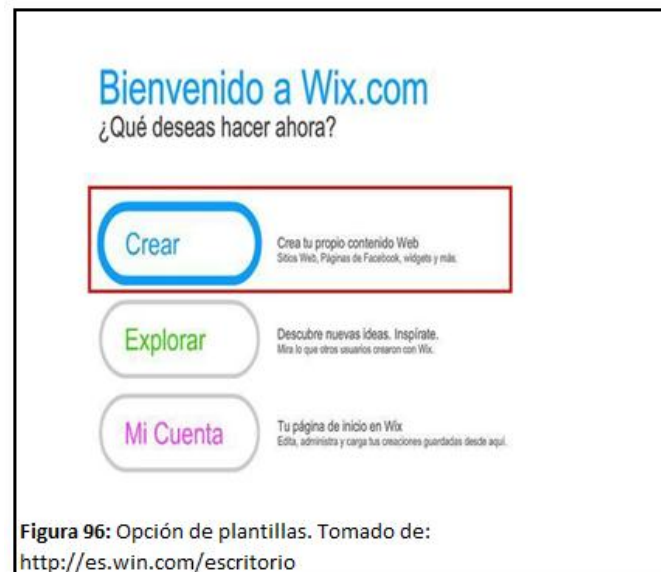 Bienvenido a Wix.com
¿Qué deseas hacer ahora?
Crear
Crea tu propio contenido Web
Sitios Web, Páginas de Facebook, widgets y más.
Explorar
Descubre nuevas ideas. Inspírate.
Mira lo que otros usuarios crearon con Wix.
Mi Cuenta
Tu página de inicio en Wix
Edita, administra y carga tus creaciones guardadas desde aquí.
Figura 96: Opción de plantillas. Tomado de:
http://es.win.com/escritorio